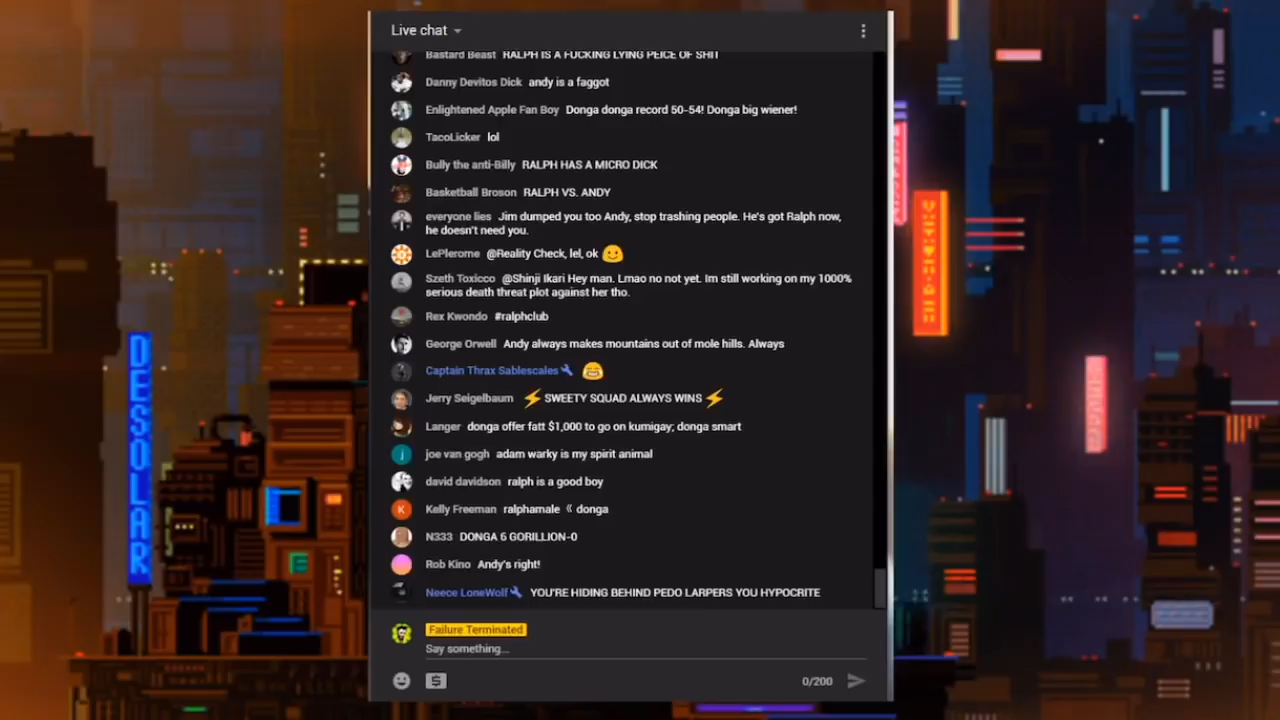 Live chat
Bastard Beast RALPH IS A FUCKING LYING PEICE OF SHIT
Danny Devitos Dick andy is a faggot
Enlightened Apple Fan Boy Donga donga record 50-54! Donga big wiener!
TacoLicker lol
Bully the anti-Billy RALPH HAS A MICRO DICK
Basketball Broson RALPH VS. ANDY
everyone lies Jim dumped you too Andy, stop trashing people. He's got Ralph now,
he doesn't need you.
LePlerome @Reality Check, lel, ok
Szeth Toxicco @Shinji Ikari Hey man. Lmao no not yet. Im still working on my 1000%
serious death threat plot against her tho.
Rex Kwondo #ralphclub
George Orwell Andy always makes mountains out of mole hills. Always
Captain Thrax Sablescales
Jerry Seigelbaum ⚡ SWEETY SQUAD ALWAYS WINS ⚡
Langer donga offer fatt $1,000 to go on kumigay; donga smart
joe van gogh adam warky is my spirit animal
david davidson ralph is a good boy
K
Kelly Freeman ralphmale 《 donga
N333 DONGA 6 GORILLION-0
Rob Kino Andy's right!
Neece LoneWolf YOU'RE HIDING BEHIND PEDO LARPERS YOU HYPOCRITE
Failure Terminated
Say something...
0/200
DESOLAR